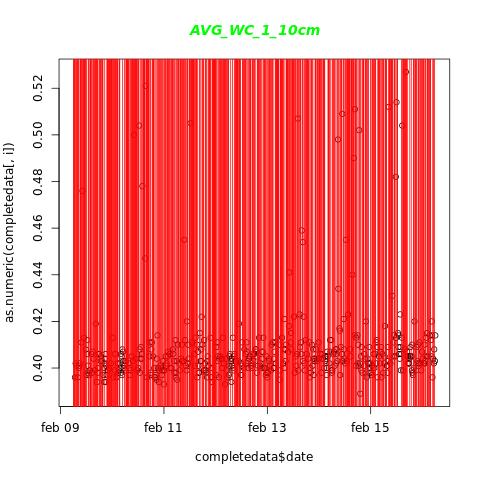 AVG_WC_1_10cm
as.numeric(completedata[, i])
0.52
0.50
0.48
0.46
0.44
0.42
0.40
feb 09
feb 11
feb 13
feb 15
completedata$date